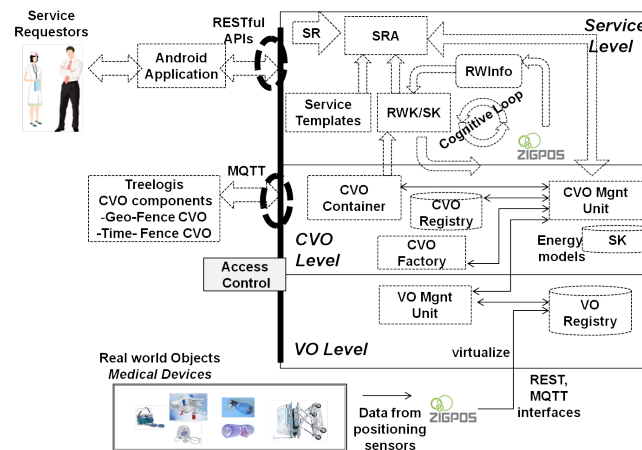 Service
Requestors
RESTful
APIs
Android
Application
SR
SRA
Service
Level
RWInfo
Service
Templates
RWK/SK
Cognitive Loop
ZIGPOS
MQTT
Treelogis
CVO components
-Geo-Fence CVO
-Time- Fence CVO
CVO
Container
CVO
Registry
CVO Mgnt
Unit
CVO
Level
CVO
Factory
Energy
models
SK
Access
Control
VO Mgnt
Unit
VO
Registry
VO Level
virtualize
Real world Objects
Medical Devices
Data from
positioning
sensors
ZIGPOS
REST,
MQTT
interfaces